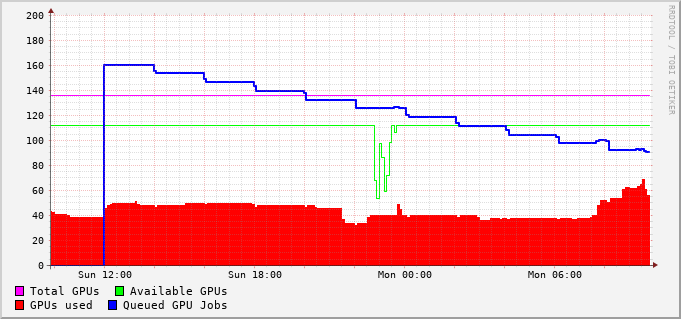 200
180
160
140
120
100
80
60
40
20
0
Sun 12:00 Sun 18:00 Mon 00:00 Mon 06:00
Total GPUs Available GPUs
GPUs used Queued GPU Jobs
RRDTOOL / TOBI OETIKER